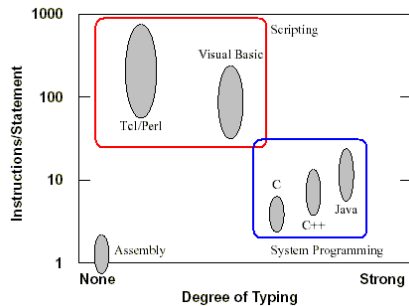 1000
Scripting
Visual Basic
100
Tcl/Perl
Instructions/Statement
10
C
C++
Java
Assembly
System Programming
1
None
Strong
Degree of Typing